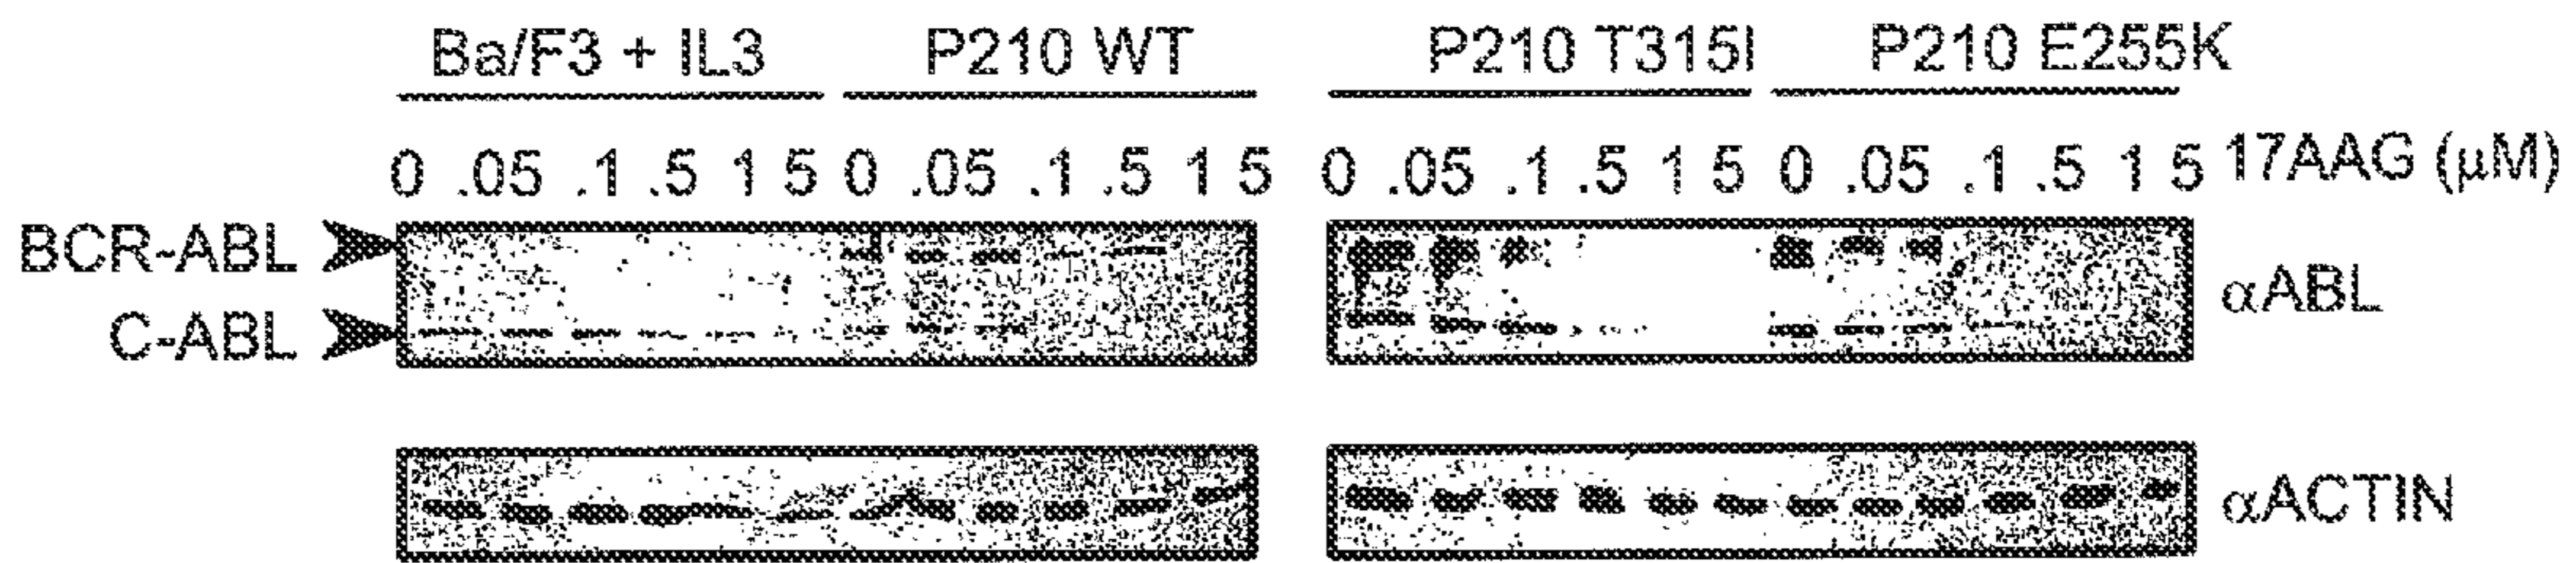 Ba/F3 + IL3 P210 WT P210 T315I P210 E255K
0 .05 .1 .5 1 5 0 .05 .1 .5 1 5 0 .05 .1 .5 1 5 0 .05 .1 .5 1 5 17AAG (μM)
BCR-ABL
αABL
C-ABL
αACTIN